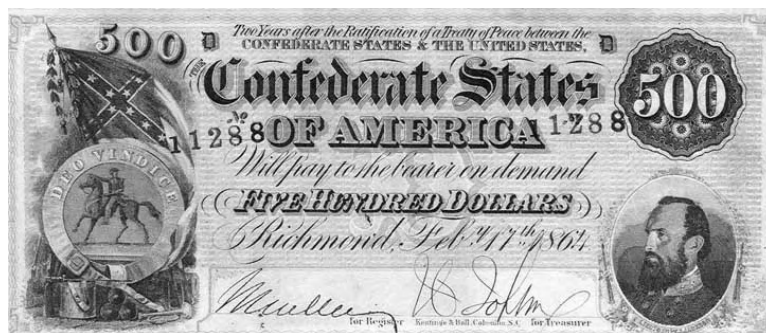 500 D Two Years after the Ratification of a Treaty of Peace between the D
CONFEDERATE STATES & THE UNITED STATES,
THE Confederate States 500
No 11288 OF AMERICA No 11288
Will pay to the bearer on demand
DEO VINDICE
FIVE HUNDRED DOLLARS
Richmond, Feb.y 17th 1864
for Register Keatinge & Ball, Columbia, S.C. for Treasurer